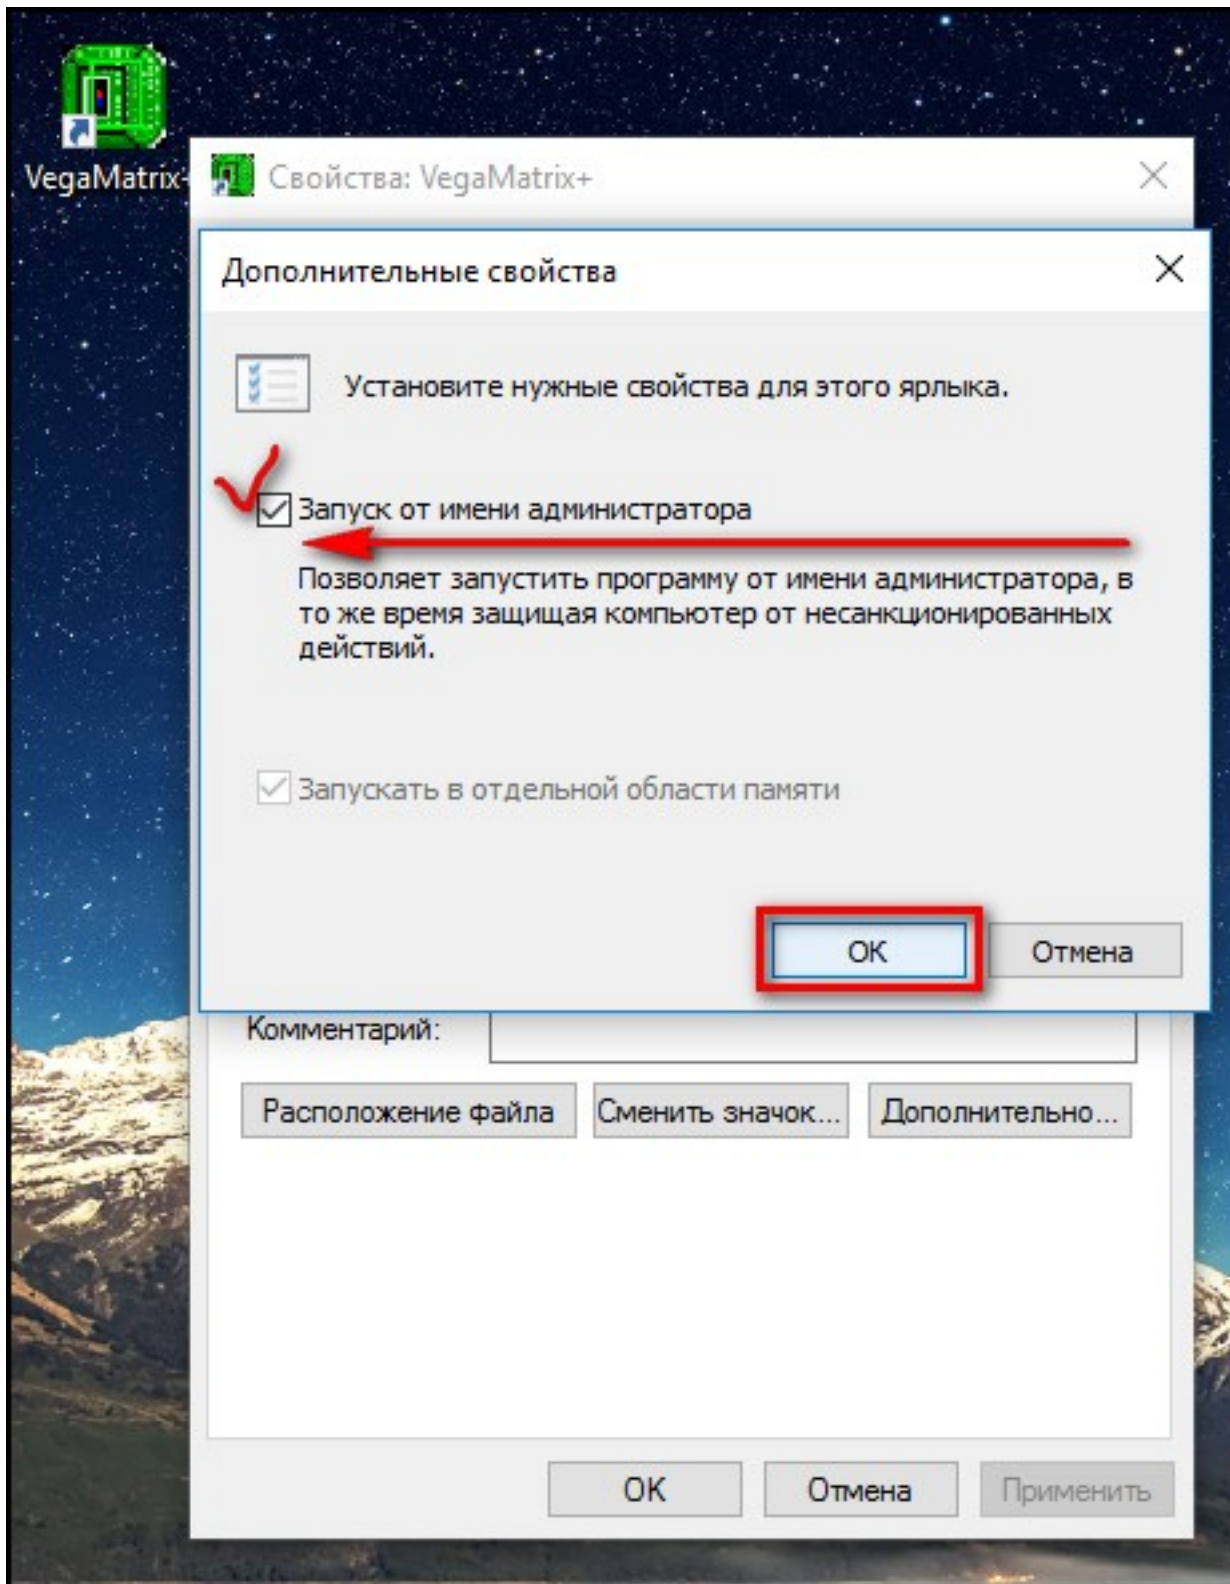 VegaMatrix+
Свойства: VegaMatrix+
Дополнительные свойства
Установите нужные свойства для этого ярлыка.
Запуск от имени администратора
Позволяет запустить программу от имени администратора, в
то же время защищая компьютер от несанкционированных
действий.
Запускать в отдельной области памяти
ОК
Отмена
Комментарий:
Расположение файла
Сменить значок...
Дополнительно...
ОК
Отмена
Применить